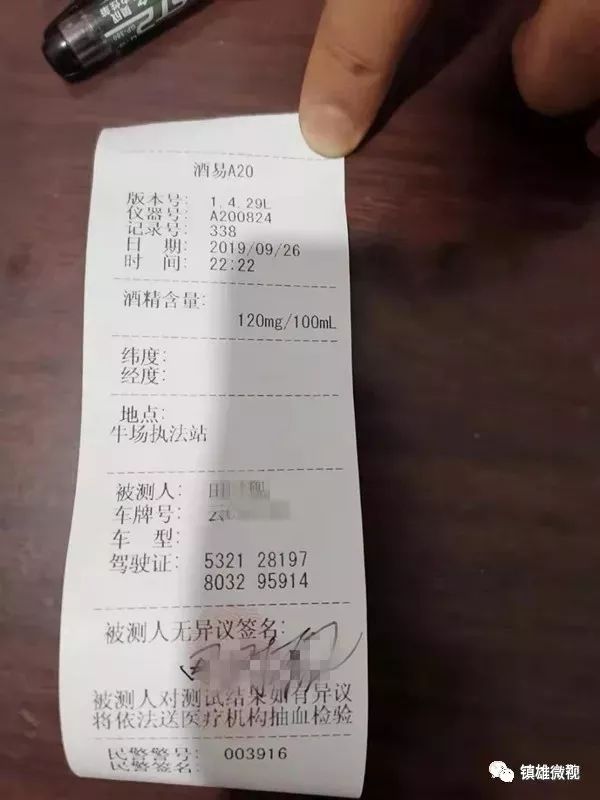 酒易A20
版本号: 1.4.29L
仪器号: A200824
记录号: 338
日 期: 2019/09/26
时 间: 22:22
酒精含量:
120mg/100mL
纬度:
经度:
地点:
牛场执法站
被测人: 田
车牌号: 云
车 型:
驾驶证: 5321 28197
8032 95914
被测人无异议签名:
被测人对测试结果如有异议
将依法送医疗机构抽血检验
民警警号: 003916
民警签名:
镇雄微觀